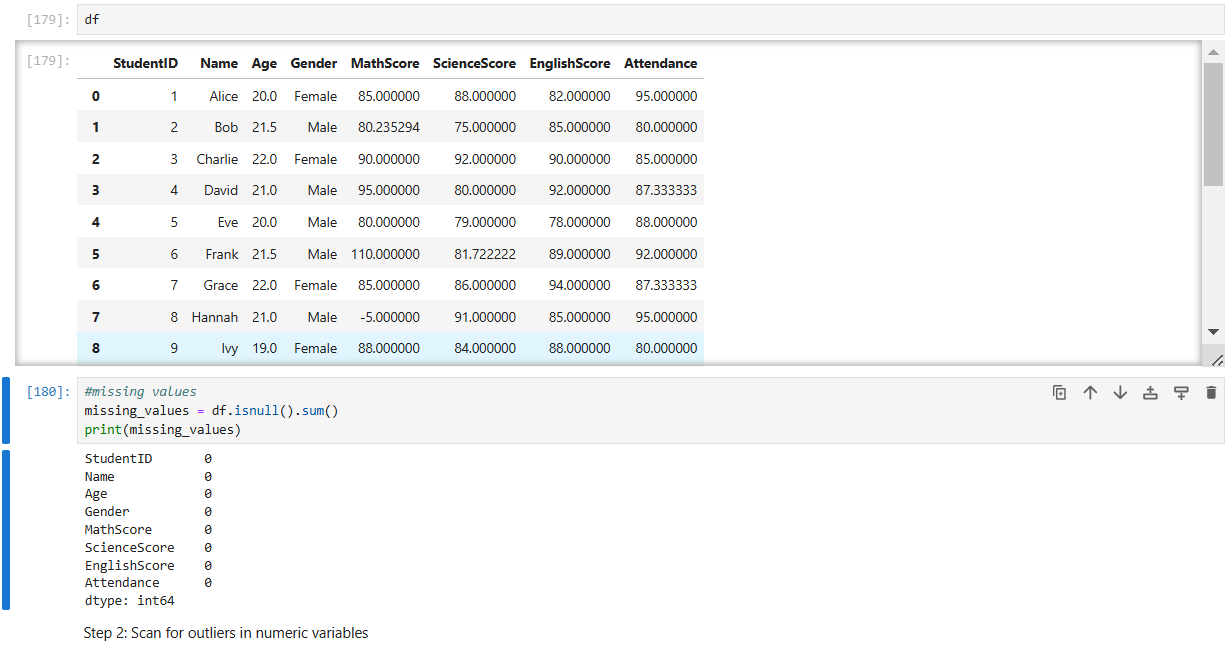 [179]: df
[179]: StudentID Name Age Gender MathScore ScienceScore EnglishScore Attendance
0 1 Alice 20.0 Female 85.000000 88.000000 82.000000 95.000000
1 2 Bob 21.5 Male 80.235294 75.000000 85.000000 80.000000
2 3 Charlie 22.0 Female 90.000000 92.000000 90.000000 85.000000
3 4 David 21.0 Male 95.000000 80.000000 92.000000 87.333333
4 5 Eve 20.0 Male 80.000000 79.000000 78.000000 88.000000
5 6 Frank 21.5 Male 110.000000 81.722222 89.000000 92.000000
6 7 Grace 22.0 Female 85.000000 86.000000 94.000000 87.333333
7 8 Hannah 21.0 Male -5.000000 91.000000 85.000000 95.000000
8 9 Ivy 19.0 Female 88.000000 84.000000 88.000000 80.000000
[180]: #missing values
missing_values = df.isnull().sum()
print(missing_values)
StudentID 0
Name 0
Age 0
Gender 0
MathScore 0
ScienceScore 0
EnglishScore 0
Attendance 0
dtype: int64
Step 2: Scan for outliers in numeric variables